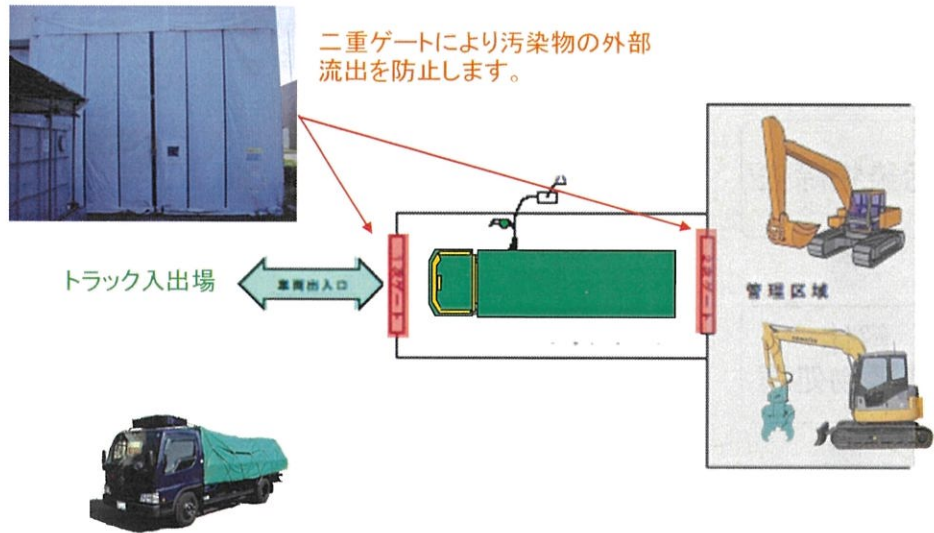 二重ゲートにより汚染物の外部
流出を防止します。
トラック入出場
車両出入口
管理区域